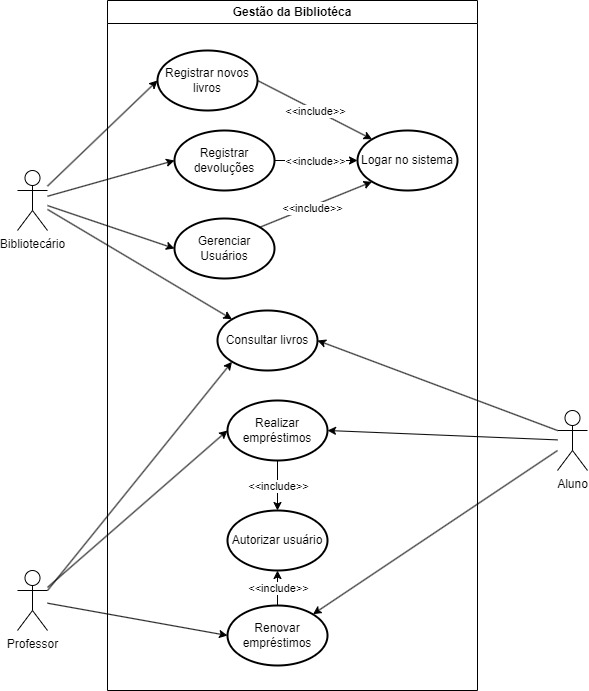 Gestão da Bibliotéca
Registrar novos
livros
<<include>>
Registrar
devoluções
<<include>>
Logar no sistema
<<include>>
Bibliotecário
Gerenciar
Usuários
Consultar livros
Realizar
empréstimos
Aluno
<<include>>
Autorizar usuário
<<include>>
Professor
Renovar
empréstimos